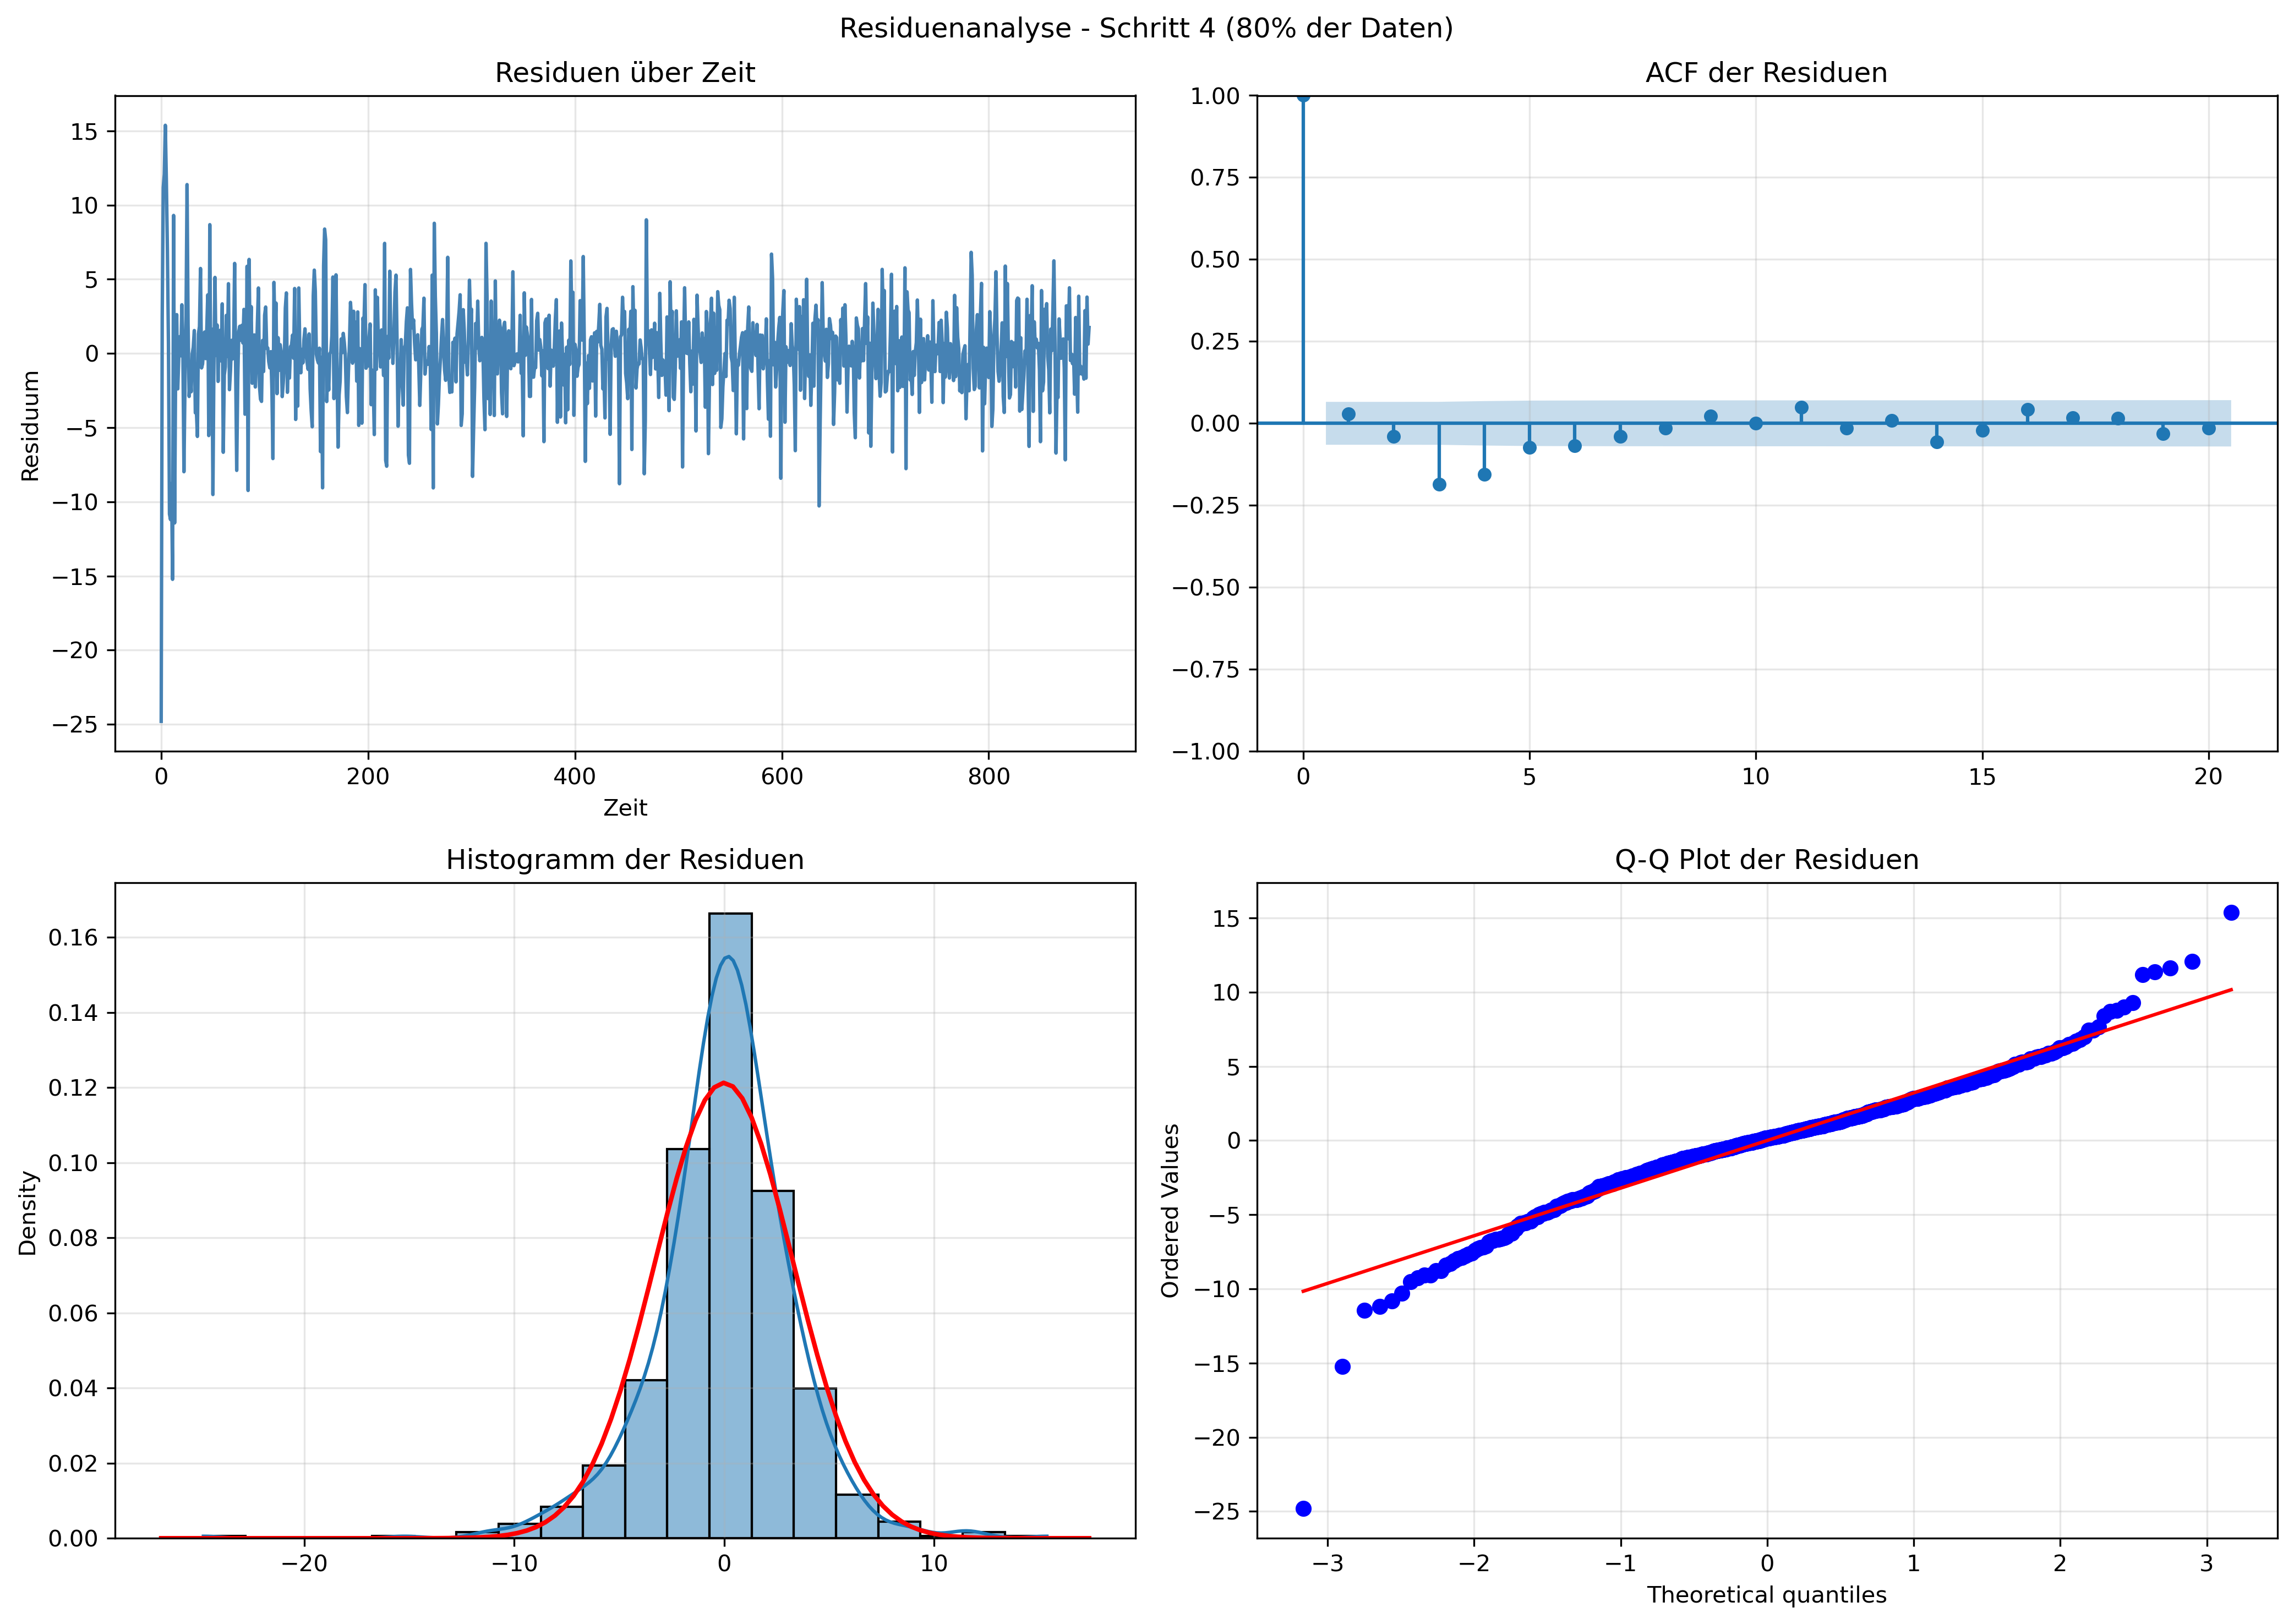 Residuenanalyse - Schritt 4 (80% der Daten)
Residuen über Zeit
15
10
5
0
−5
−10
−15
−20
−25
Residuum
0 200 400 600 800
Zeit
ACF der Residuen
1.00
0.75
0.50
0.25
0.00
−0.25
−0.50
−0.75
−1.00
0 5 10 15 20
Histogramm der Residuen
0.16
0.14
0.12
0.10
0.08
0.06
0.04
0.02
0.00
Density
−20 −10 0 10
Q-Q Plot der Residuen
15
10
5
0
−5
−10
−15
−20
−25
Ordered Values
−3 −2 −1 0 1 2 3
Theoretical quantiles